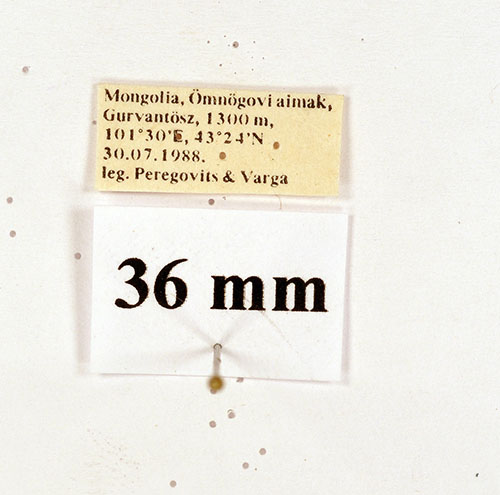 Mongolia, Ömnögovi aimak,
Gurvantösz, 1300 m,
101°30'E, 43°24'N
30.07.1988.
leg. Peregovits & Varga
36 mm